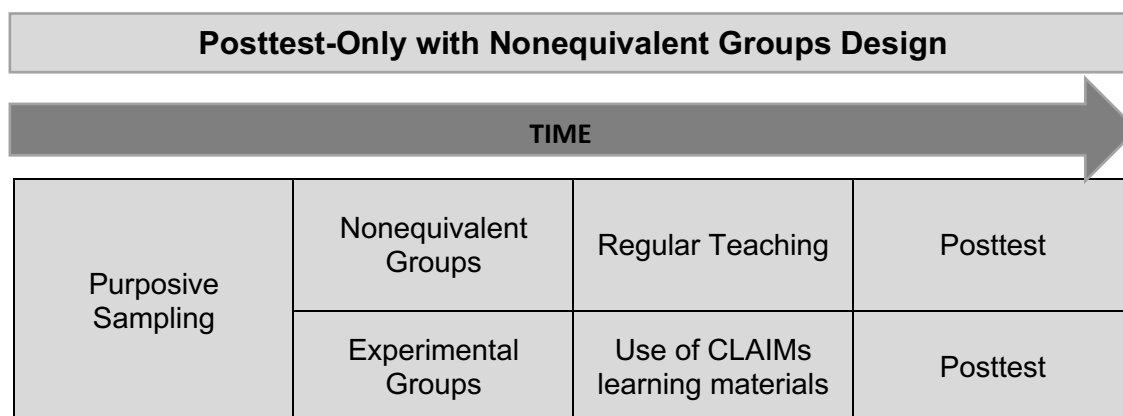 Posttest-Only with Nonequivalent Groups Design
TIME
Purposive
Sampling
Nonequivalent
Groups
Regular Teaching
Posttest
Experimental
Groups
Use of CLAIMs
learning materials
Posttest